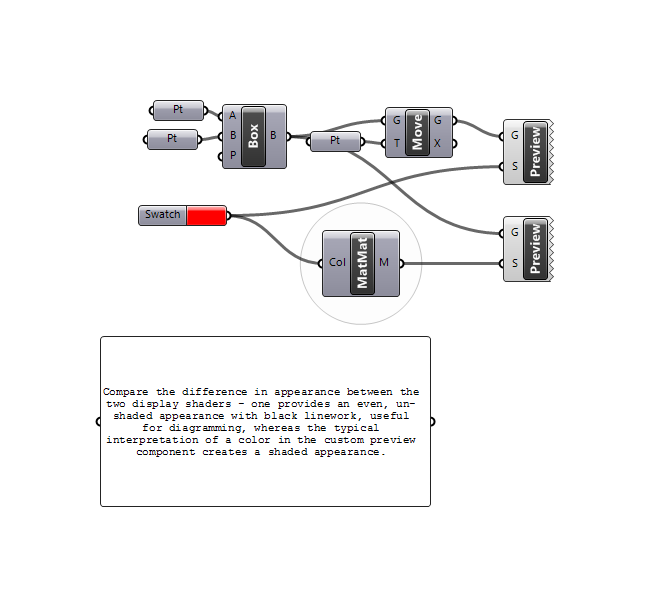 Pt
Pt
A
B
P
Box
B
Pt
G
T
Move
G
X
G
S
Preview
Swatch
G
S
Preview
Col
MatMat
M
Compare the difference in appearance between the
two display shaders - one provides an even, un-
shaded appearance with black linework, useful
for diagramming, whereas the typical
interpretation of a color in the custom preview
component creates a shaded appearance.